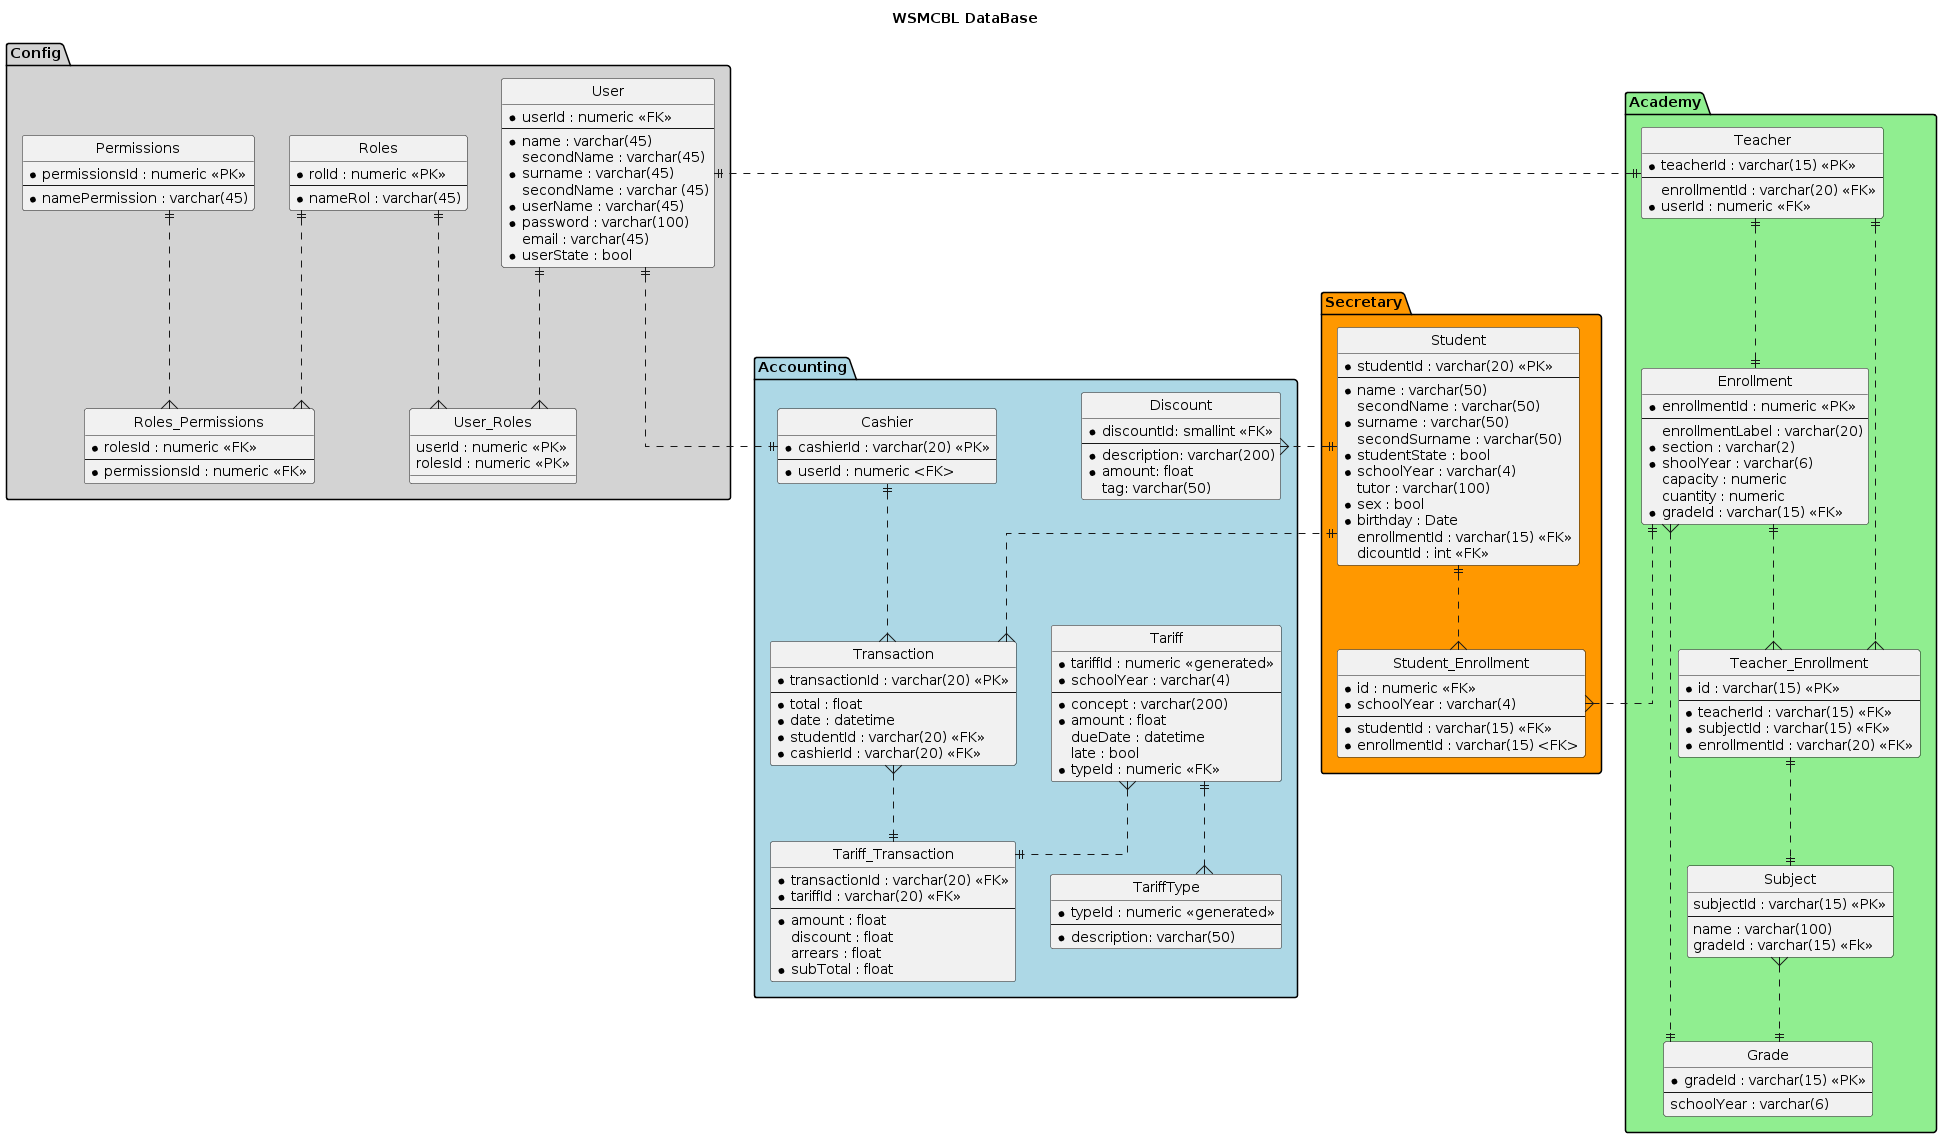 WSMCBL DataBase
Config
User
userId : numeric «FK»
name : varchar(45)
secondName : varchar(45)
surname : varchar(45)
secondName : varchar (45)
userName : varchar(45)
password : varchar(100)
email : varchar(45)
userState : bool
Permissions
permissionsId : numeric «PK»
namePermission : varchar(45)
Roles
rolId : numeric «PK»
nameRol : varchar(45)
Roles_Permissions
rolesId : numeric «FK»
permissionsId : numeric «FK»
User_Roles
userId : numeric «PK»
rolesId : numeric «PK»
Accounting
Cashier
cashierId : varchar(20) «PK»
userId : numeric <FK>
Discount
discountId: smallint «FK»
description: varchar(200)
amount: float
tag: varchar(50)
Transaction
transactionId : varchar(20) «PK»
total : float
date : datetime
studentId : varchar(20) «FK»
cashierId : varchar(20) «FK»
Tariff
tariffId : numeric «generated»
schoolYear : varchar(4)
concept : varchar(200)
amount : float
dueDate : datetime
late : bool
typeId : numeric «FK»
Tariff_Transaction
transactionId : varchar(20) «FK»
tariffId : varchar(20) «FK»
amount : float
discount : float
arrears : float
subTotal : float
TariffType
typeId : numeric «generated»
description: varchar(50)
Secretary
Student
studentId : varchar(20) «PK»
name : varchar(50)
secondName : varchar(50)
surname : varchar(50)
secondSurname : varchar(50)
studentState : bool
schoolYear : varchar(4)
tutor : varchar(100)
sex : bool
birthday : Date
enrollmentId : varchar(15) «FK»
dicountId : int «FK»
Student_Enrollment
id : numeric «FK»
schoolYear : varchar(4)
studentId : varchar(15) «FK»
enrollmentId : varchar(15) <FK>
Academy
Teacher
teacherId : varchar(15) «PK»
enrollmentId : varchar(20) «FK»
userId : numeric «FK»
Enrollment
enrollmentId : numeric «PK»
enrollmentLabel : varchar(20)
section : varchar(2)
shoolYear : varchar(6)
capacity : numeric
cuantity : numeric
gradeId : varchar(15) «FK»
Teacher_Enrollment
id : varchar(15) «PK»
teacherId : varchar(15) «FK»
subjectId : varchar(15) «FK»
enrollmentId : varchar(20) «FK»
Subject
subjectId : varchar(15) «PK»
name : varchar(100)
gradeId : varchar(15) «Fk»
Grade
gradeId : varchar(15) «PK»
schoolYear : varchar(6)